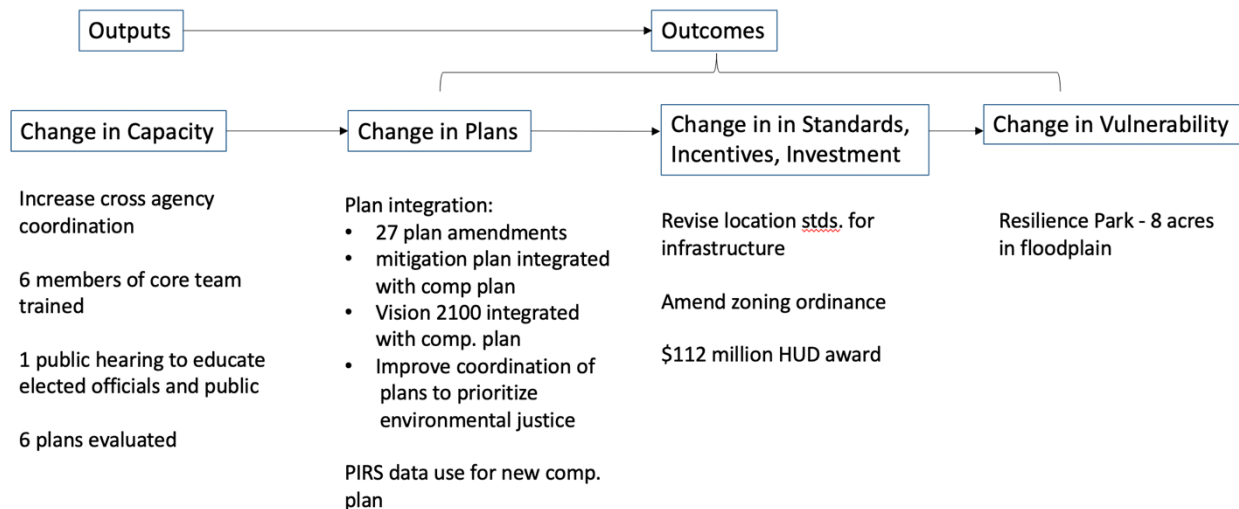 Outputs
Outcomes
Change in Capacity
Change in Plans
Change in in Standards,
Incentives, Investment
Change in Vulnerability
Increase cross agency
coordination
6 members of core team
trained
1 public hearing to educate
elected officials and public
6 plans evaluated
Plan integration:
• 27 plan amendments
• mitigation plan integrated
with comp plan
• Vision 2100 integrated
with comp. plan
• Improve coordination of
plans to prioritize
environmental justice
PIRS data use for new comp.
plan
Revise location stds. for
infrastructure
Amend zoning ordinance
$112 million HUD award
Resilience Park - 8 acres
in floodplain